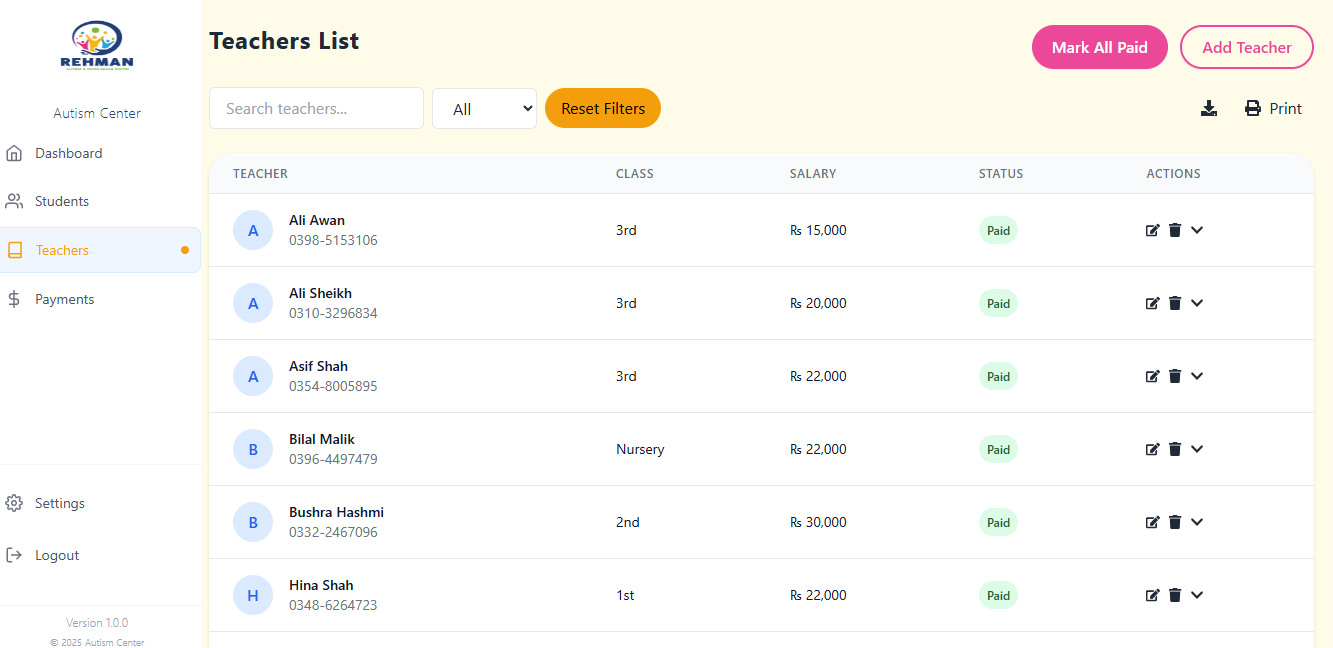 REHMAN
Autism Center
Dashboard
Students
Teachers
Payments
Settings
Logout
Version 1.0.0
© 2025 Autism Center
Teachers List
Mark All Paid
Add Teacher
Search teachers...
All
Reset Filters
Print
TEACHER CLASS SALARY STATUS ACTIONS
A Ali Awan 3rd ₨ 15,000 Paid
0398-5153106
A Ali Sheikh 3rd ₨ 20,000 Paid
0310-3296834
A Asif Shah 3rd ₨ 22,000 Paid
0354-8005895
B Bilal Malik Nursery ₨ 22,000 Paid
0396-4497479
B Bushra Hashmi 2nd ₨ 30,000 Paid
0332-2467096
H Hina Shah 1st ₨ 22,000 Paid
0348-6264723